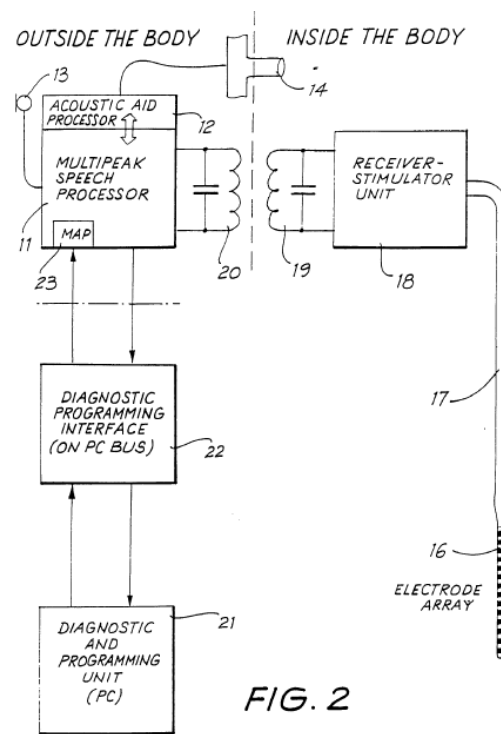 OUTSIDE THE BODY
INSIDE THE BODY
13
14
ACOUSTIC AID
PROCESSOR
12
MULTIPEAK
SPEECH
PROCESSOR
11
MAP
23
20
19
RECEIVER-
STIMULATOR
UNIT
18
17
DIAGNOSTIC
PROGRAMMING
INTERFACE
(ON PC BUS)
22
16
ELECTRODE
ARRAY
DIAGNOSTIC
AND
PROGRAMMING
UNIT
(PC)
21
FIG. 2